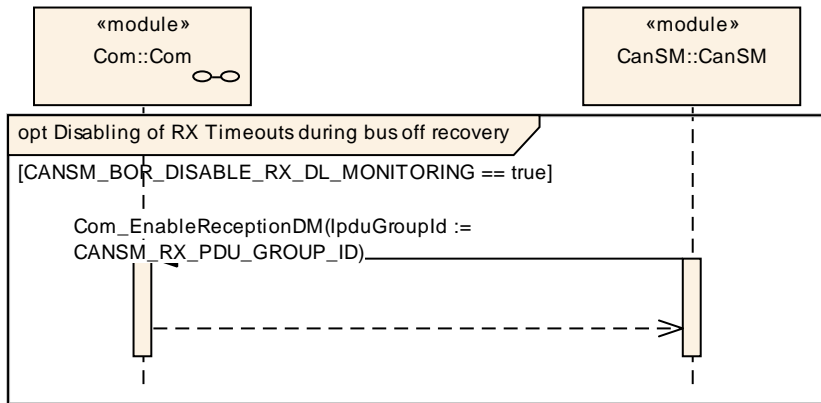 «module»
Com::Com
«module»
CanSM::CanSM
opt Disabling of RX Timeouts during bus off recovery
[CANSM_BOR_DISABLE_RX_DL_MONITORING == true]
Com_EnableReceptionDM(IpduGroupId :=
CANSM_RX_PDU_GROUP_ID)